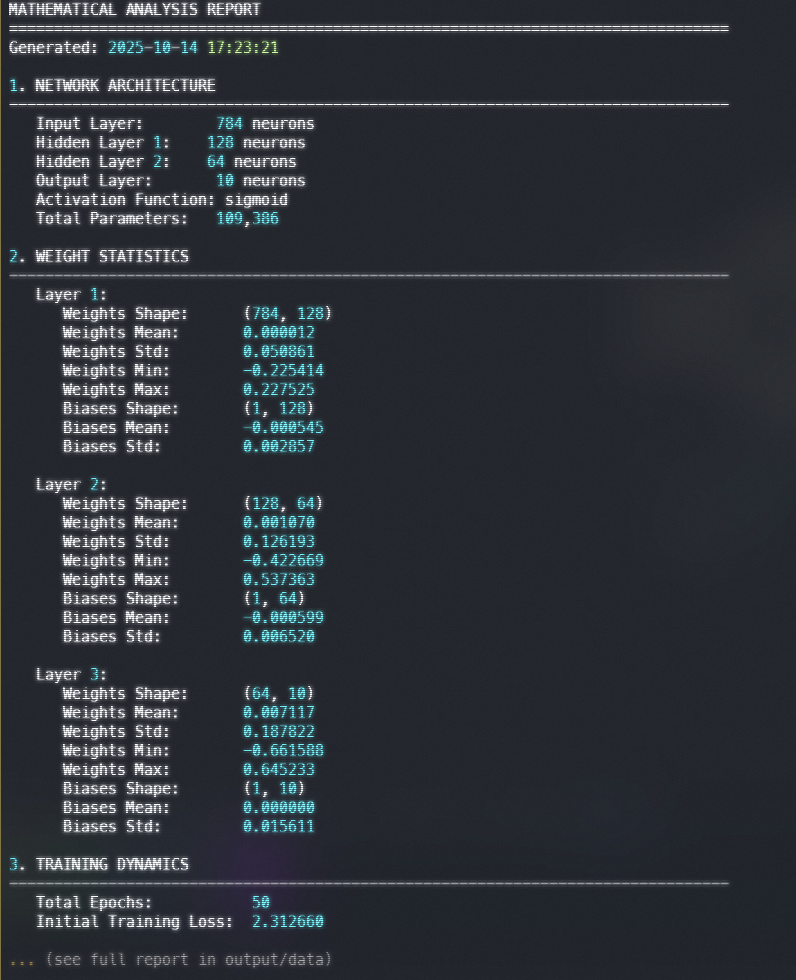 MATHEMATICAL ANALYSIS REPORT
================================================================================
Generated: 2025-10-14 17:23:21
1. NETWORK ARCHITECTURE
--------------------------------------------------------------------------------
Input Layer: 784 neurons
Hidden Layer 1: 128 neurons
Hidden Layer 2: 64 neurons
Output Layer: 10 neurons
Activation Function: sigmoid
Total Parameters: 109,386
2. WEIGHT STATISTICS
--------------------------------------------------------------------------------
Layer 1:
Weights Shape: (784, 128)
Weights Mean: 0.000012
Weights Std: 0.050861
Weights Min: -0.225414
Weights Max: 0.227525
Biases Shape: (1, 128)
Biases Mean: -0.000545
Biases Std: 0.002857
Layer 2:
Weights Shape: (128, 64)
Weights Mean: 0.001070
Weights Std: 0.126193
Weights Min: -0.422669
Weights Max: 0.537363
Biases Shape: (1, 64)
Biases Mean: -0.000599
Biases Std: 0.006520
Layer 3:
Weights Shape: (64, 10)
Weights Mean: 0.007117
Weights Std: 0.187822
Weights Min: -0.661588
Weights Max: 0.645233
Biases Shape: (1, 10)
Biases Mean: 0.000000
Biases Std: 0.015611
3. TRAINING DYNAMICS
--------------------------------------------------------------------------------
Total Epochs: 50
Initial Training Loss: 2.312660
... (see full report in output/data)